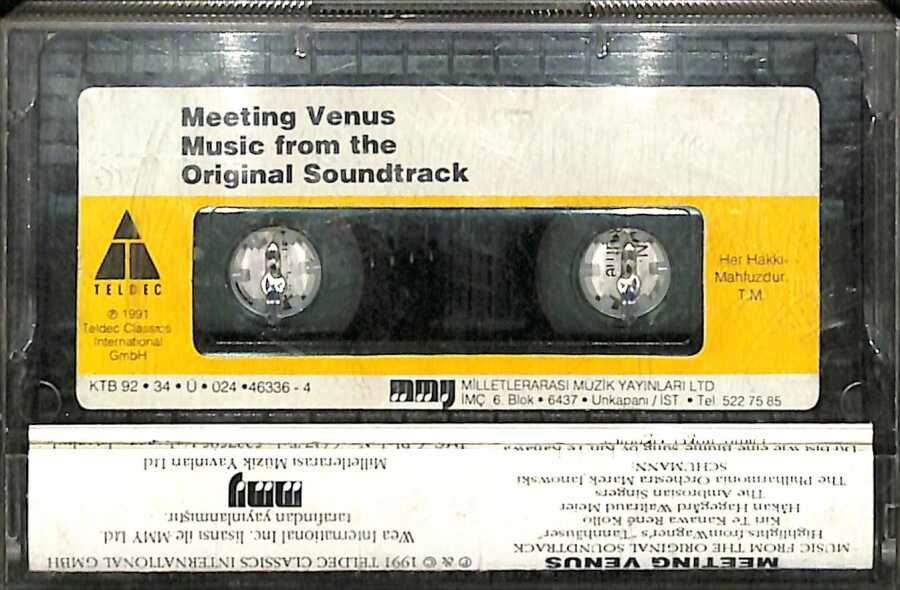 Meeting Venus
Music from the
Original Soundtrack
TELDEC
℗ 1991
Teldec Classics
International
GmbH
Her Hakkı
Mahfuzdur.
T.M.
KTB 92 • 34 • Ü • 024 • 46336 - 4
mmy MİLLETLERARASI MÜZİK YAYINLARI LTD
İMÇ 6. Blok • 6437 • Unkapanı / İST • Tel 522 75 85
MEETING VENUS
MUSIC FROM THE ORIGINAL SOUNDTRACK
Highlights from Wagner's "Tannhäuser"
Kiri Te Kanawa René Kollo
Håkan Hagegård Waltraud Meier
The Ambrosian Singers
The Philharmonia Orchestra Marek Janowski
SCHUMANN:
℗ & © 1991 TELDEC CLASSICS INTERNATIONAL GMBH
Wea International Inc. lisansı ile MMY Ltd.
tarafından yayınlanmıştır.
mmy
Milletlerarası Müzik Yayınları Ltd